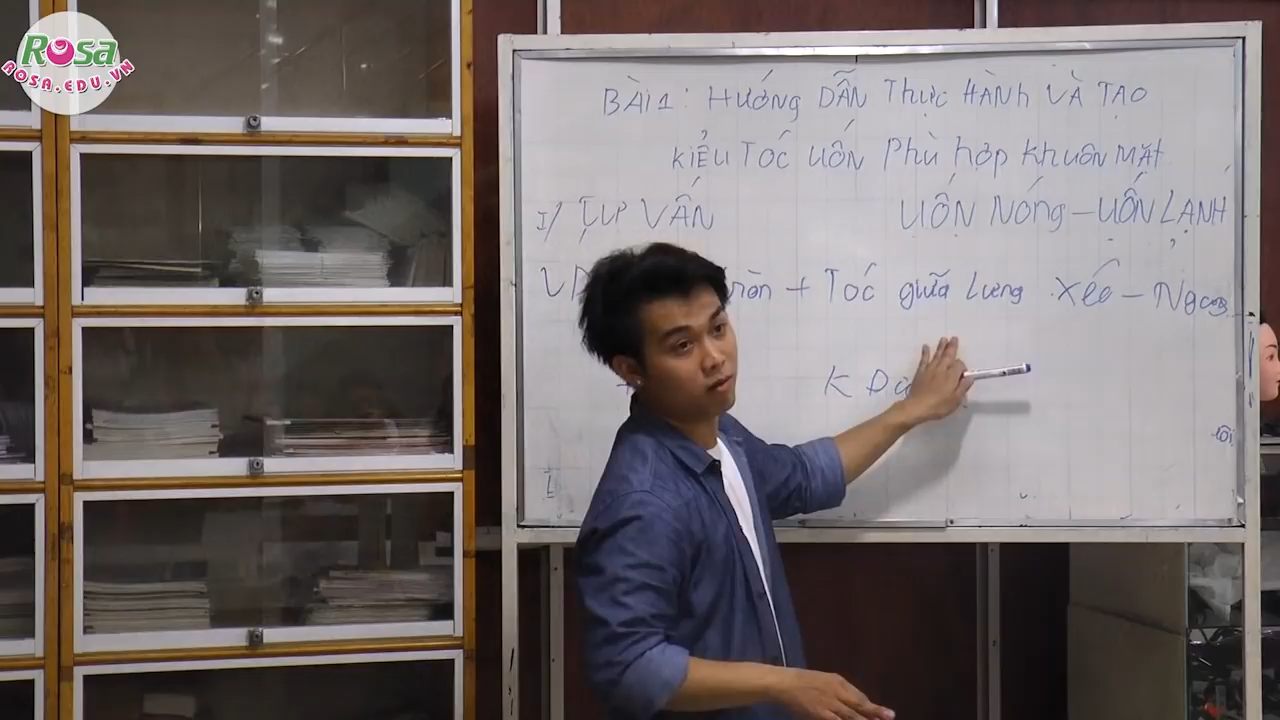 Rosa
ROSA.EDU.VN
BÀI 1: HƯỚNG DẪN THỰC HÀNH VÀ TẠO
KIỂU TÓC UỐN PHÙ HỢP KHUÔN MẶT
I/ TƯ VẤN
UỐN NÓNG - UỐN LẠNH
tròn + TÓC giữa Lưng xéo - Ngang
K